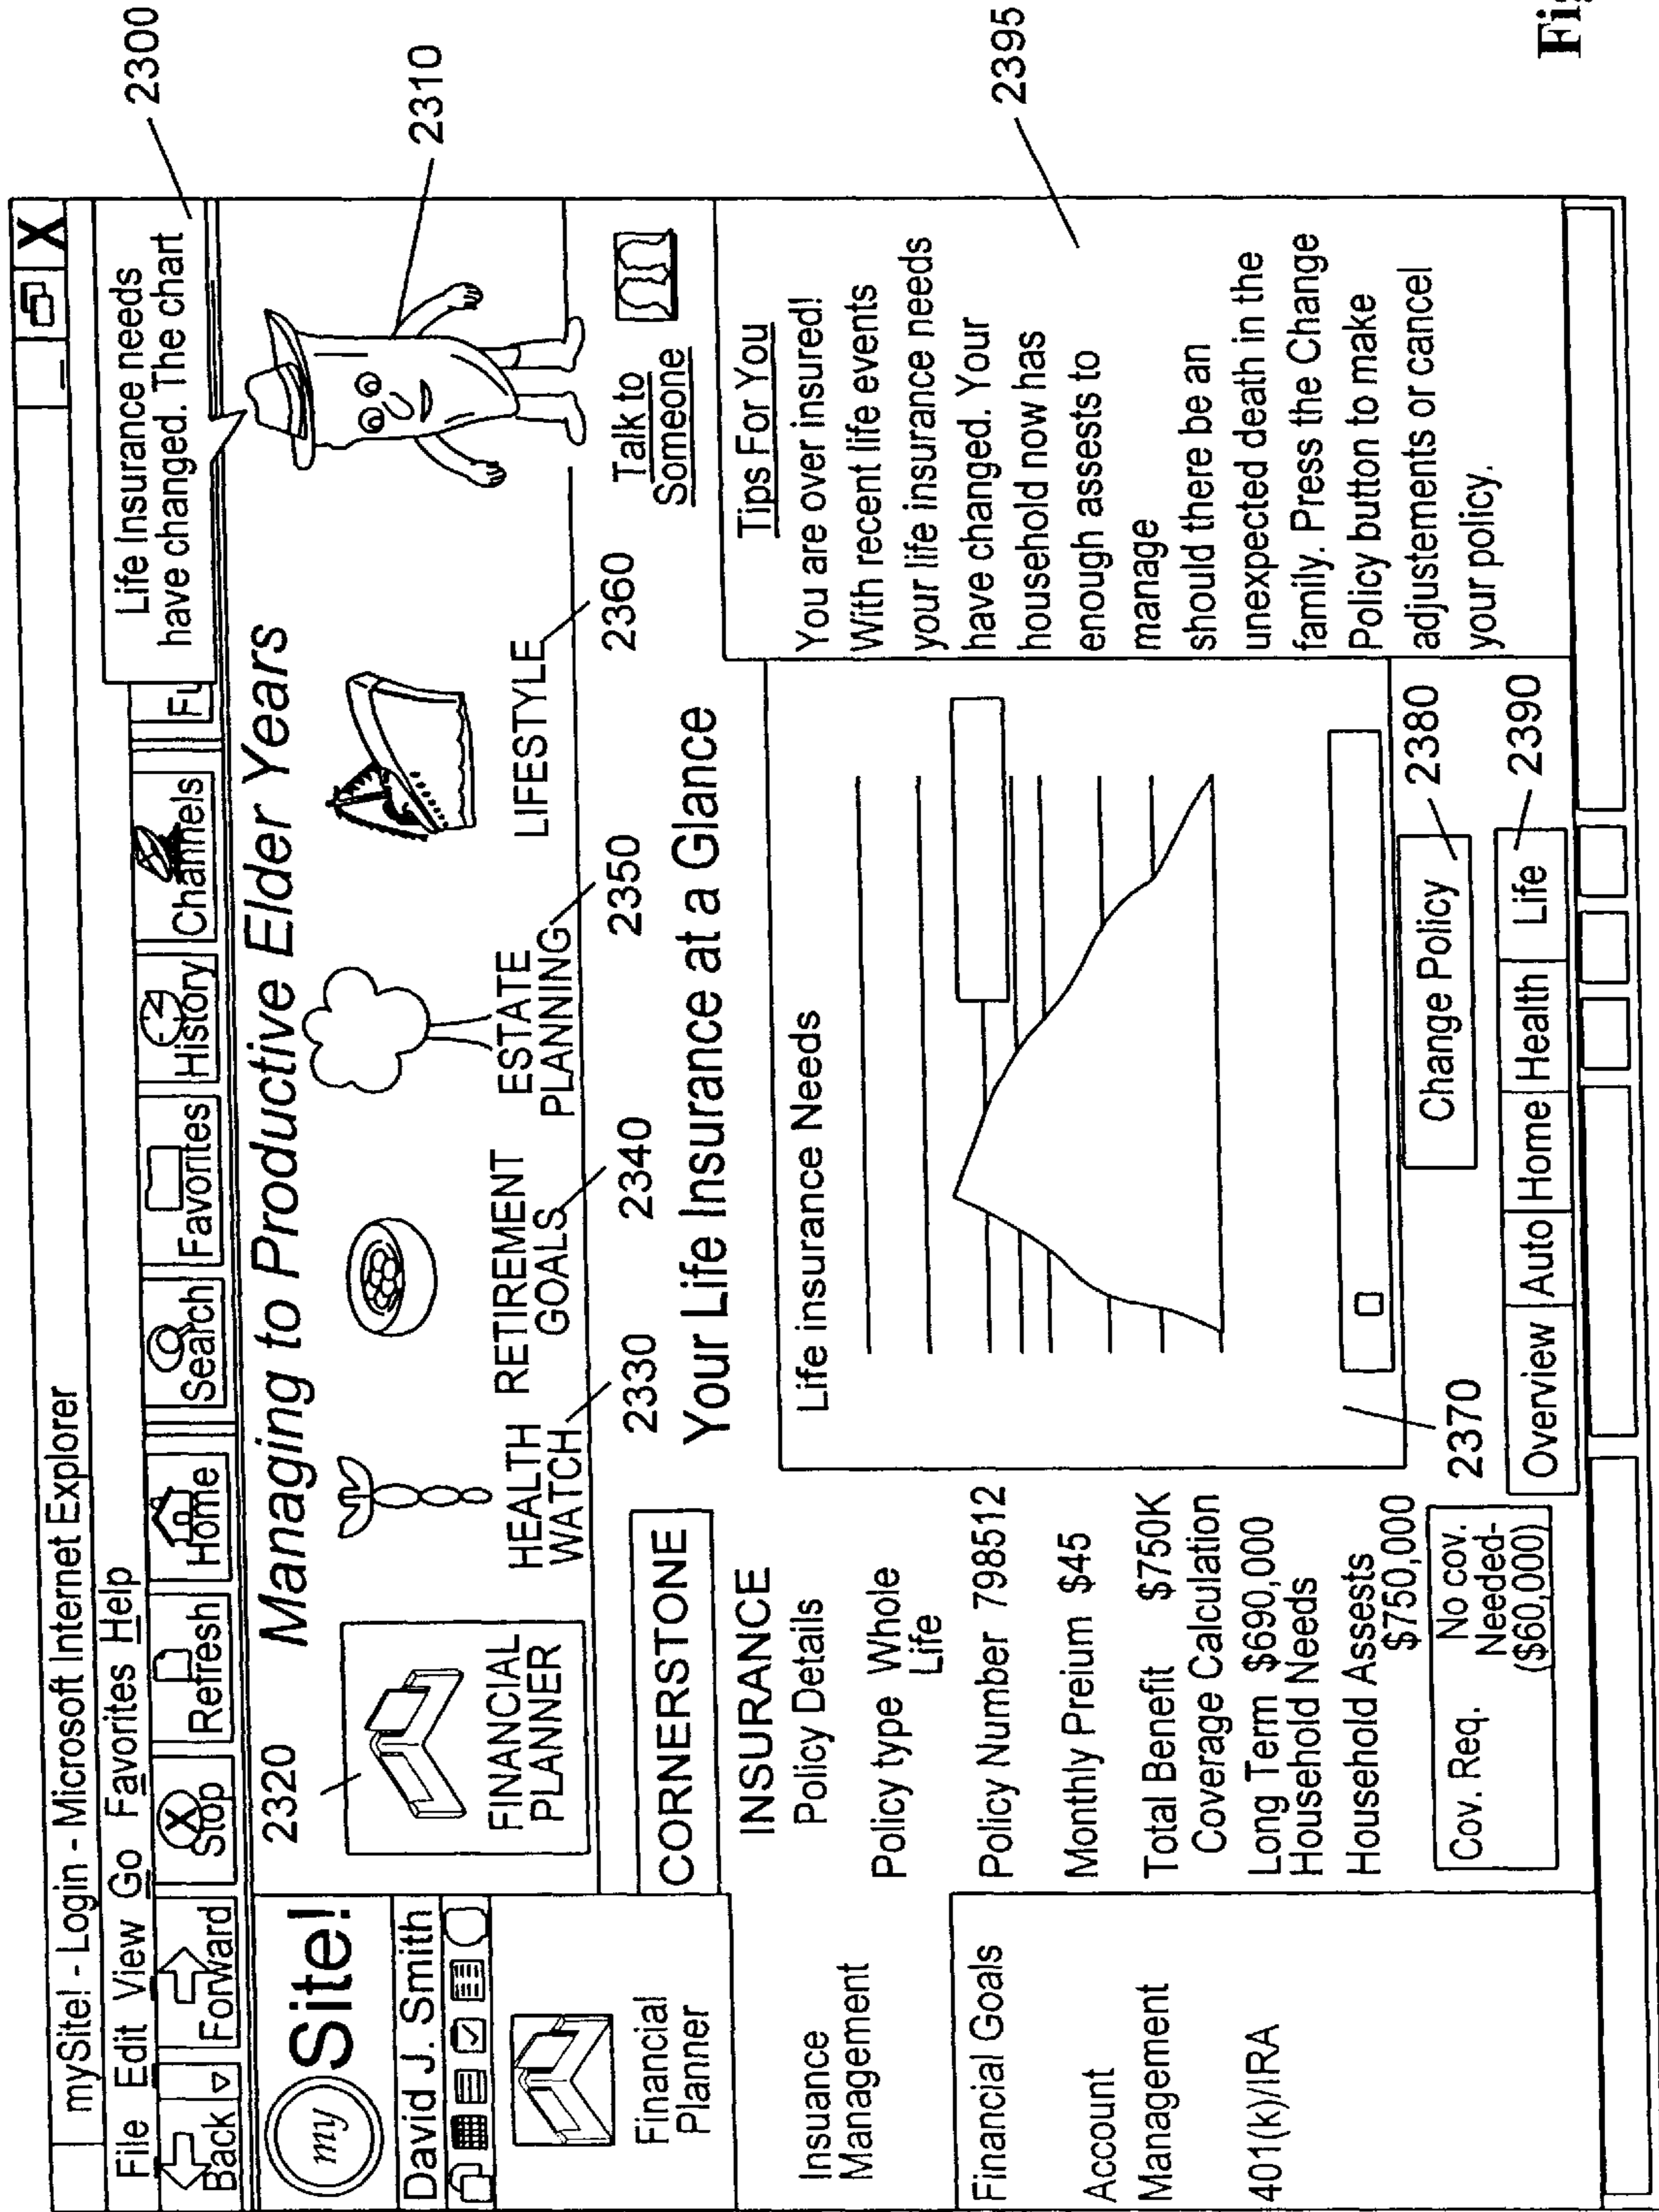 mySite! - Login - Microsoft Internet Explorer
X
File Edit View Go Favorites Help
Life Insurance needs
have changed. The chart
2300
Back
Forward
Stop
Refresh
Home
Search
Favorites
History
Channels
Fu
my Site!
David J. Smith
Financial
Planner
Insuance
Management
Financial Goals
Account
Management
401(k)/IRA
2320
Managing to Productive Elder Years
2310
FINANCIAL
PLANNER
HEALTH
WATCH
2330
RETIREMENT
GOALS
2340
ESTATE
PLANNING
2350
LIFESTYLE
2360
Talk to
Someone
CORNERSTONE
Your Life Insurance at a Glance
INSURANCE
Policy Details
Policy type Whole
Life
Policy Number 798512
Monthly Preium $45
Total Benefit $750K
Coverage Calculation
Long Term $690,000
Household Needs
Household Assests
$750,000
Cov. Req. No cov.
Needed-
($60,000)
Life insurance Needs
2370
Change Policy
2380
Overview Auto Home Health Life
2390
Tips For You
You are over insured!
With recent life events
your life insurance needs
have changed. Your
household now has
enough assests to
manage
should there be an
unexpected death in the
family. Press the Change
Policy button to make
adjustements or cancel
your policy.
2395